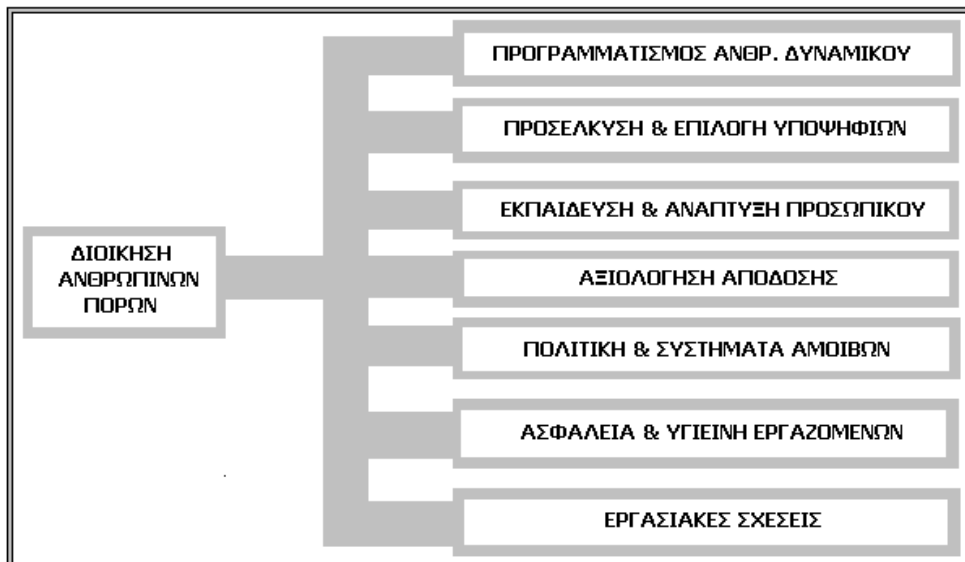 ΠΡΟΓΡΑΜΜΑΤΙΣΜΟΣ ΑΝΘΡ. ΔΥΝΑΜΙΚΟΥ
ΠΡΟΣΕΛΚΥΣΗ & ΕΠΙΛΟΓΗ ΥΠΟΨΗΦΙΩΝ
ΕΚΠΑΙΔΕΥΣΗ & ΑΝΑΠΤΥΞΗ ΠΡΟΣΩΠΙΚΟΥ
ΔΙΟΙΚΗΣΗ
ΑΝΘΡΩΠΙΝΩΝ
ΠΟΡΩΝ
ΑΞΙΟΛΟΓΗΣΗ ΑΠΟΔΟΣΗΣ
ΠΟΛΙΤΙΚΗ & ΣΥΣΤΗΜΑΤΑ ΑΜΟΙΒΩΝ
ΑΣΦΑΛΕΙΑ & ΥΓΙΕΙΝΗ ΕΡΓΑΖΟΜΕΝΩΝ
ΕΡΓΑΣΙΑΚΕΣ ΣΧΕΣΕΙΣ